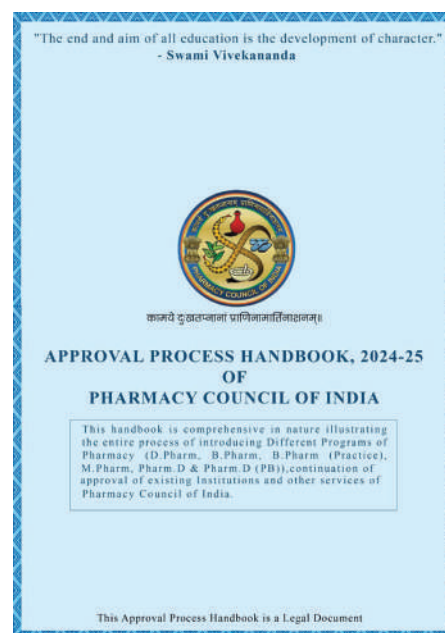 "The end and aim of all education is the development of character."
- Swami Vivekananda
PHARMACY COUNCIL OF INDIA
कामये दुःखतप्तानां प्राणिनामार्तिनाशनम्॥
APPROVAL PROCESS HANDBOOK, 2024-25
OF
PHARMACY COUNCIL OF INDIA
This handbook is comprehensive in nature illustrating
the entire process of introducing Different Programs of
Pharmacy (D.Pharm, B.Pharm, B.Pharm (Practice),
M.Pharm, Pharm.D & Pharm.D (PB)),continuation of
approval of existing Institutions and other services of
Pharmacy Council of India.
This Approval Process Handbook is a Legal Document